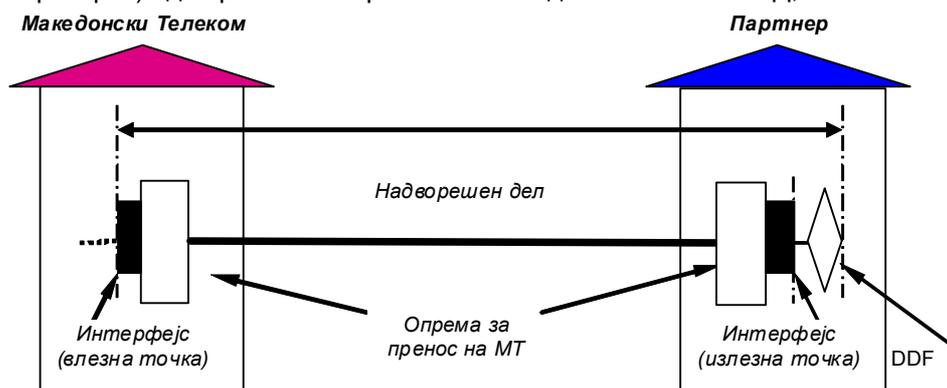 Македонски Телеком
Партнер
Надворешен дел
Интерфејс
(влезна точка)
Опрема за
пренос на МТ
Интерфејс
(излезна точка)
DDF